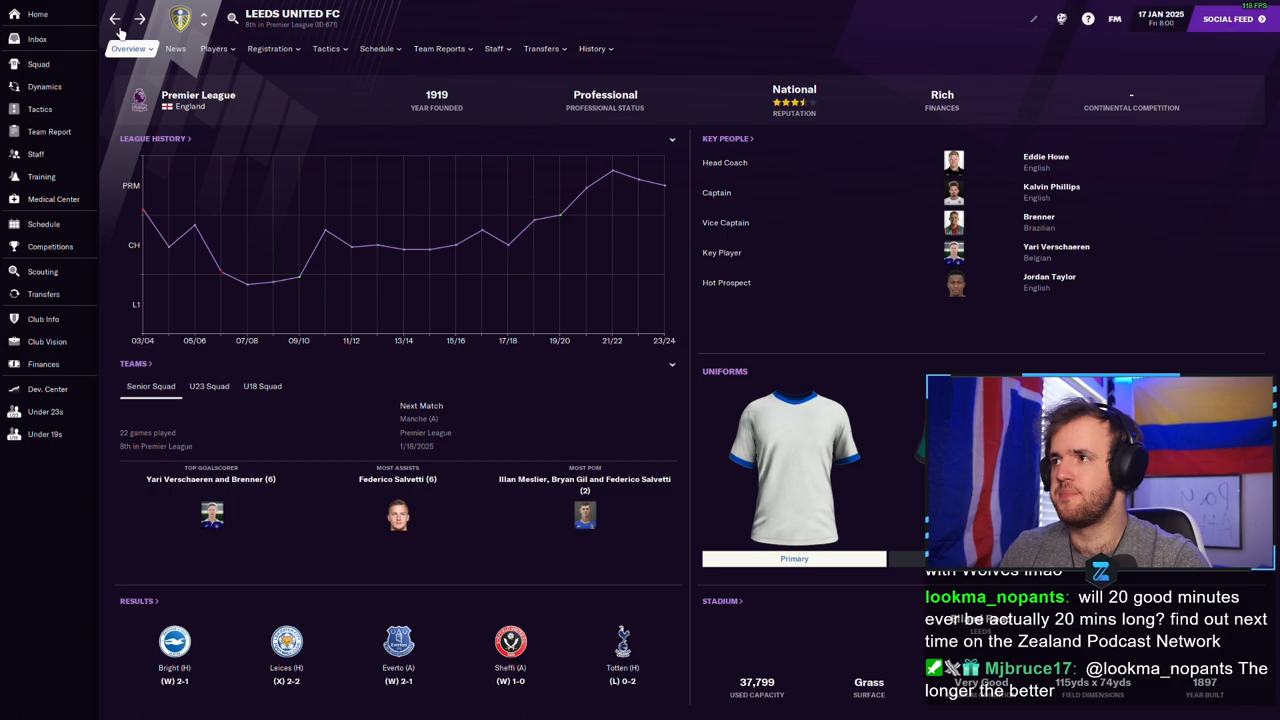 118 FPS
Home
LEEDS UNITED FC
8th in Premier League (ID:671)
17 JAN 2025
Fri 8:00
FM
SOCIAL FEED
Inbox
Overview
News
Players
Registration
Tactics
Schedule
Team Reports
Staff
Transfers
History
Squad
Dynamics
Tactics
Team Report
Staff
Training
Medical Center
Schedule
Competitions
Scouting
Transfers
Club Info
Club Vision
Finances
Dev. Center
Under 23s
Under 19s
Premier League
England
1919
YEAR FOUNDED
Professional
PROFESSIONAL STATUS
National
REPUTATION
Rich
FINANCES
-
CONTINENTAL COMPETITION
LEAGUE HISTORY >
PRM
CH
L1
03/04 05/06 07/08 09/10 11/12 13/14 15/16 17/18 19/20 21/22 23/24
KEY PEOPLE >
Head Coach
Eddie Howe
English
Captain
Kalvin Phillips
English
Vice Captain
Brenner
Brazilian
Key Player
Yari Verschaeren
Belgian
Hot Prospect
Jordan Taylor
English
TEAMS >
Senior Squad U23 Squad U18 Squad
Next Match
Manche (A)
22 games played
Premier League
8th in Premier League
1/18/2025
TOP GOALSCORER
Yari Verschaeren and Brenner (6)
MOST ASSISTS
Federico Salvetti (6)
MOST POM
Illan Meslier, Bryan Gil and Federico Salvetti
(2)
UNIFORMS
Primary
RESULTS >
Bright (H)
(W) 2-1
Leices (H)
(X) 2-2
Everto (A)
(W) 2-1
Sheffi (A)
(W) 1-0
Totten (H)
(L) 0-2
STADIUM >
LEEDS
37,799
USED CAPACITY
Grass
SURFACE
Very Good
115yds x 74yds
FIELD DIMENSIONS
1897
YEAR BUILT
with Wolves lmao
lookma_nopants: will 20 good minutes
ever be actually 20 mins long? find out next
time on the Zealand Podcast Network
Mjbruce17: @lookma_nopants The
longer the better